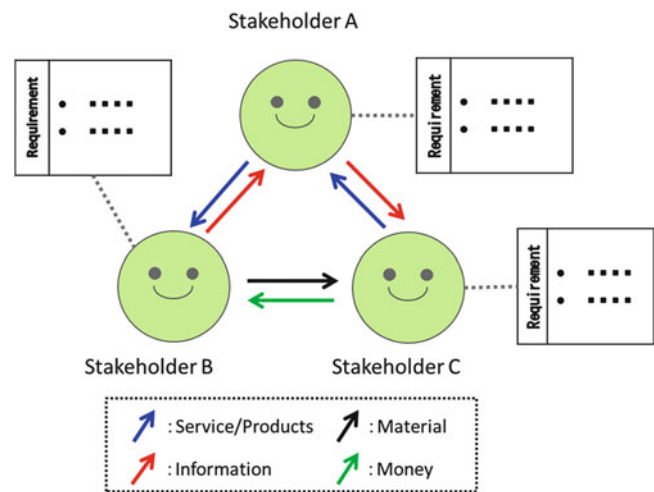 Stakeholder A
Requirement
Requirement
Requirement
Stakeholder B
Stakeholder C
: Service/Products
: Material
: Information
: Money